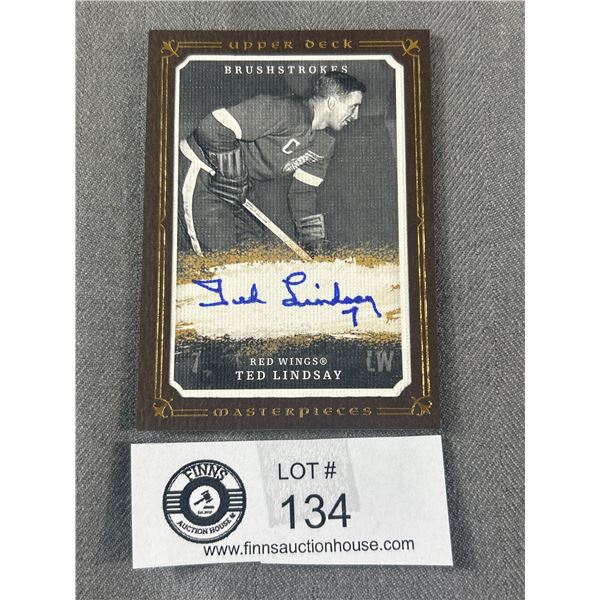 UPPER DECK
BRUSHSTROKES
C
Ted Lindsay
7
7
LW
RED WINGS®
TED LINDSAY
MASTERPIECES
FINNS
AUCTION HOUSE
LOT #
134
www.finnsauctionhouse.com